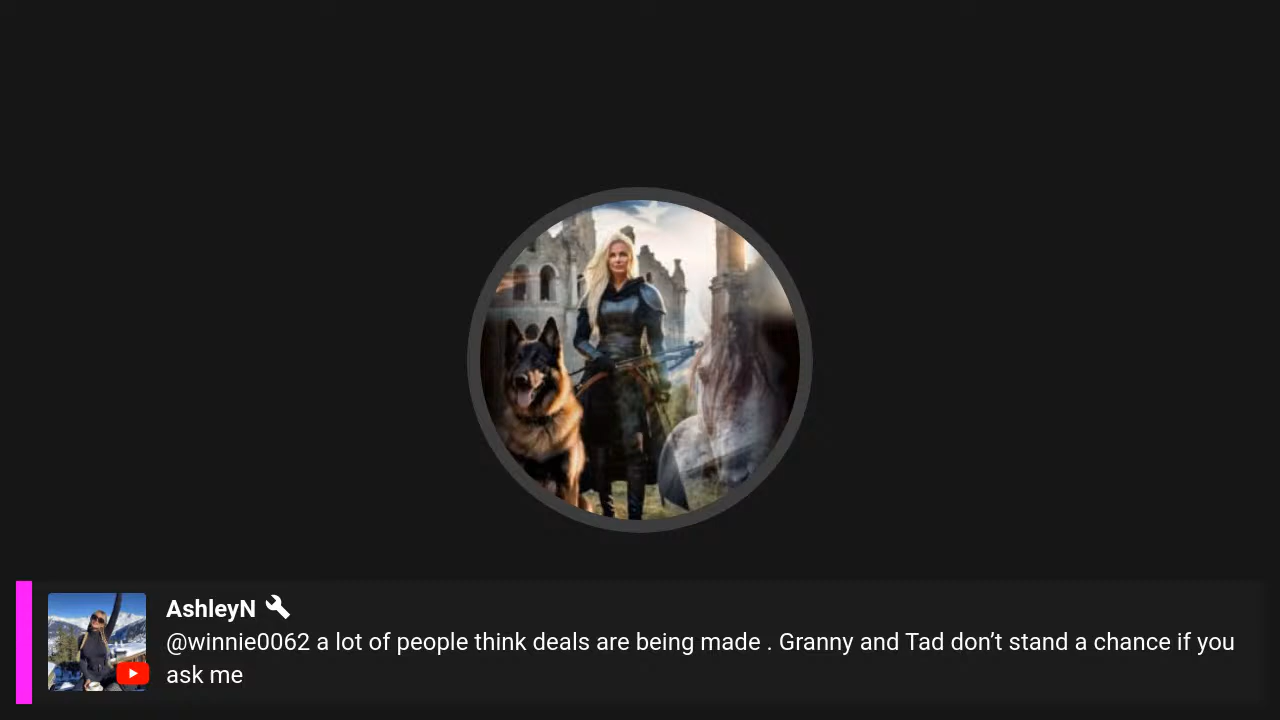 AshleyN
@winnie0062 a lot of people think deals are being made . Granny and Tad don’t stand a chance if you
ask me